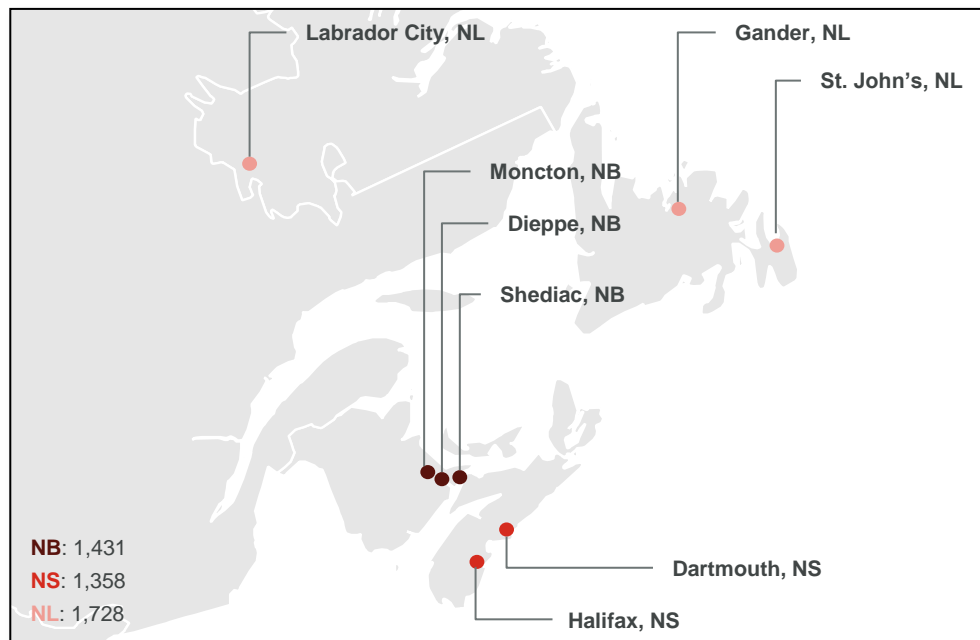 Labrador City, NL
Gander, NL
St. John’s, NL
Moncton, NB
Dieppe, NB
Shediac, NB
NB: 1,431
NS: 1,358
NL: 1,728
Dartmouth, NS
Halifax, NS